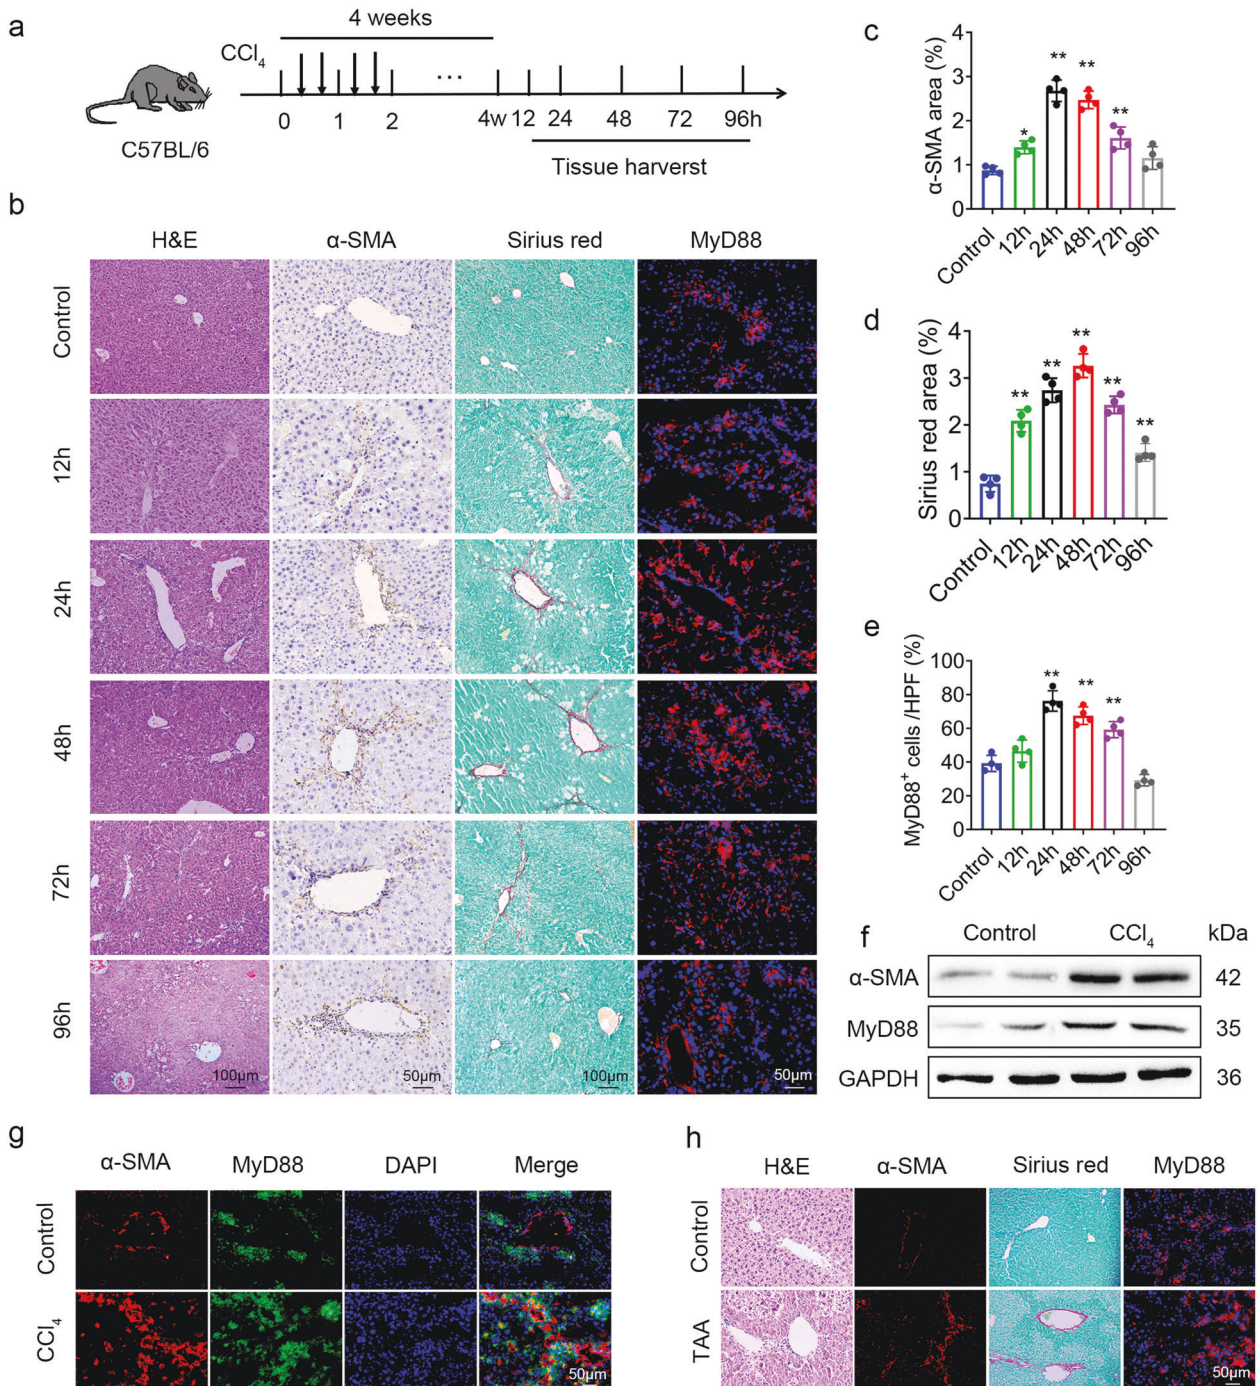 a
4 weeks
CCl₄
...
0 1 2 4w 12 24 48 72 96h
C57BL/6
Tissue harverst
b
H&E α-SMA Sirius red MyD88
Control
12h
24h
48h
72h
96h
100µm 50µm 100µm 50µm
c
α-SMA area (%)
4
3
2
1
0
* ** ** **
Control 12h 24h 48h 72h 96h
d
Sirius red area (%)
4
3
2
1
0
** ** ** ** **
Control 12h 24h 48h 72h 96h
e
MyD88⁺ cells /HPF (%)
100
80
60
40
20
0
** ** **
Control 12h 24h 48h 72h 96h
f
Control CCl₄ kDa
α-SMA 42
MyD88 35
GAPDH 36
g
α-SMA MyD88 DAPI Merge
Control
CCl₄
50µm
h
H&E α-SMA Sirius red MyD88
Control
TAA
50µm